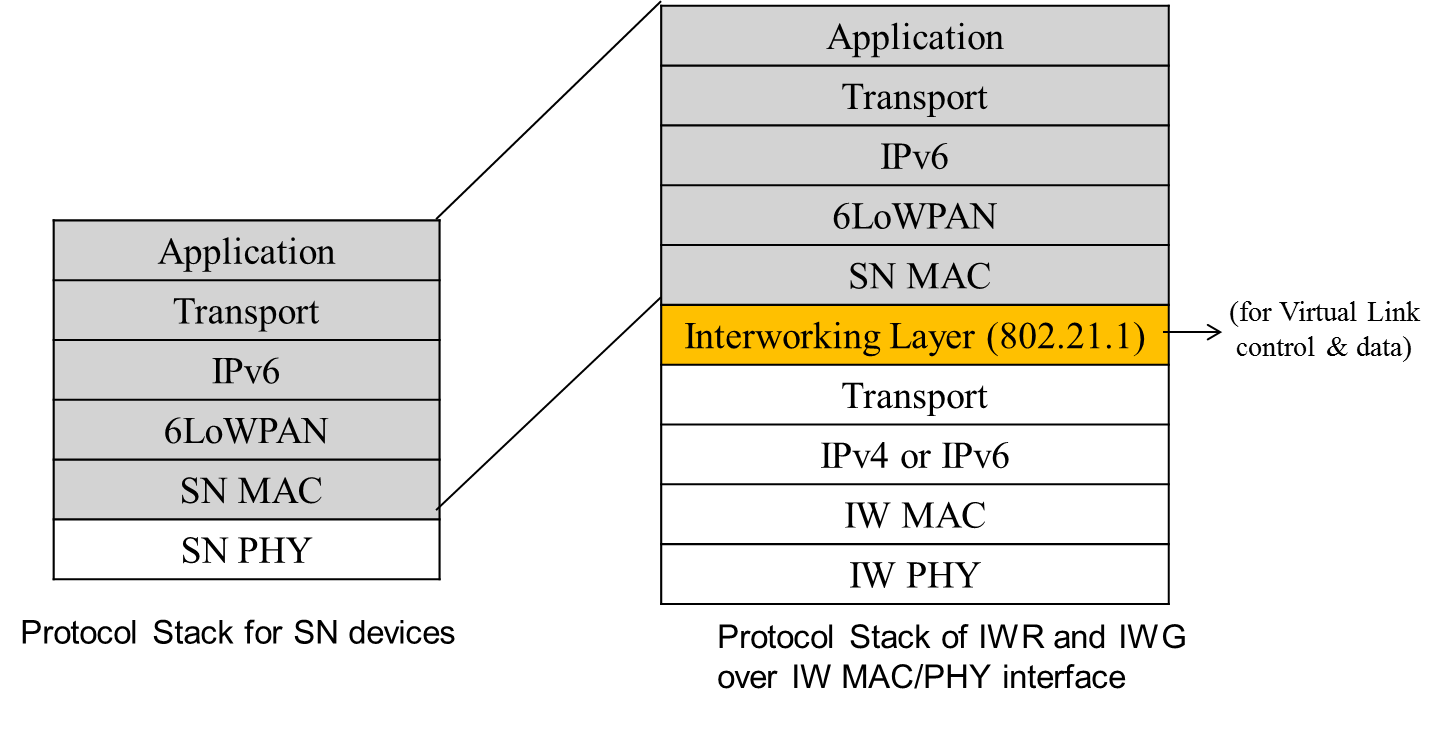 Application
Transport
IPv6
6LoWPAN
SN MAC
SN PHY
Protocol Stack for SN devices
Application
Transport
IPv6
6LoWPAN
SN MAC
Interworking Layer (802.21.1)
Transport
IPv4 or IPv6
IW MAC
IW PHY
(for Virtual Link
control & data)
Protocol Stack of IWR and IWG
over IW MAC/PHY interface